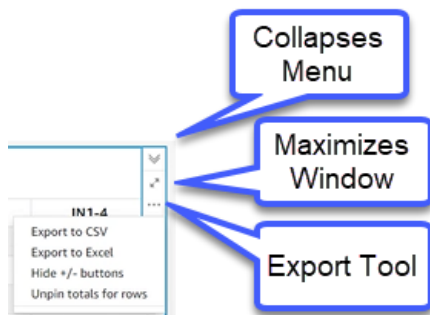 Collapses
Menu
Maximizes
Window
IN1-4
Export to CSV
Export to Excel
Hide +/- buttons
Unpin totals for rows
Export Tool